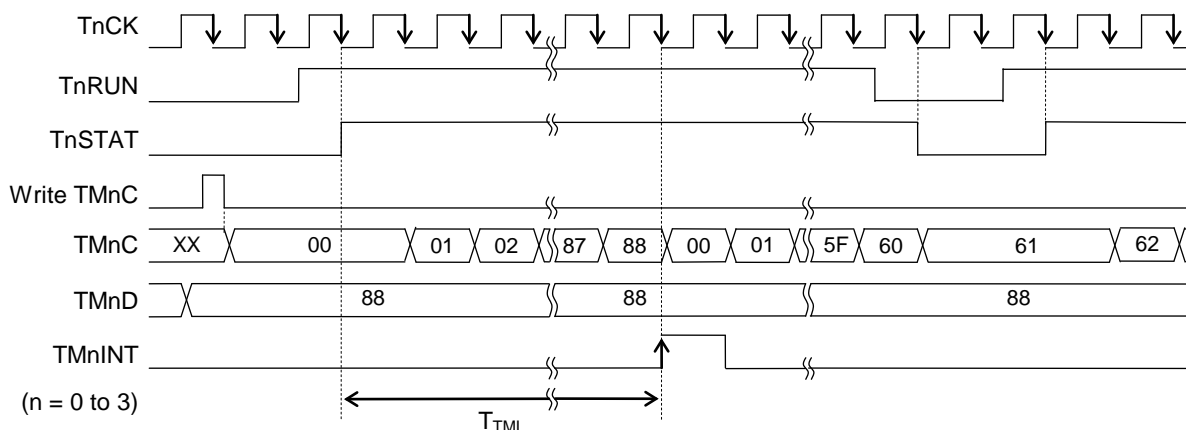 TnCK
TnRUN
TnSTAT
Write TMnC
TMnC XX 00 01 02 87 88 00 01 5F 60 61 62
TMnD 88 88 88
TMnINT
(n = 0 to 3)
TTMI